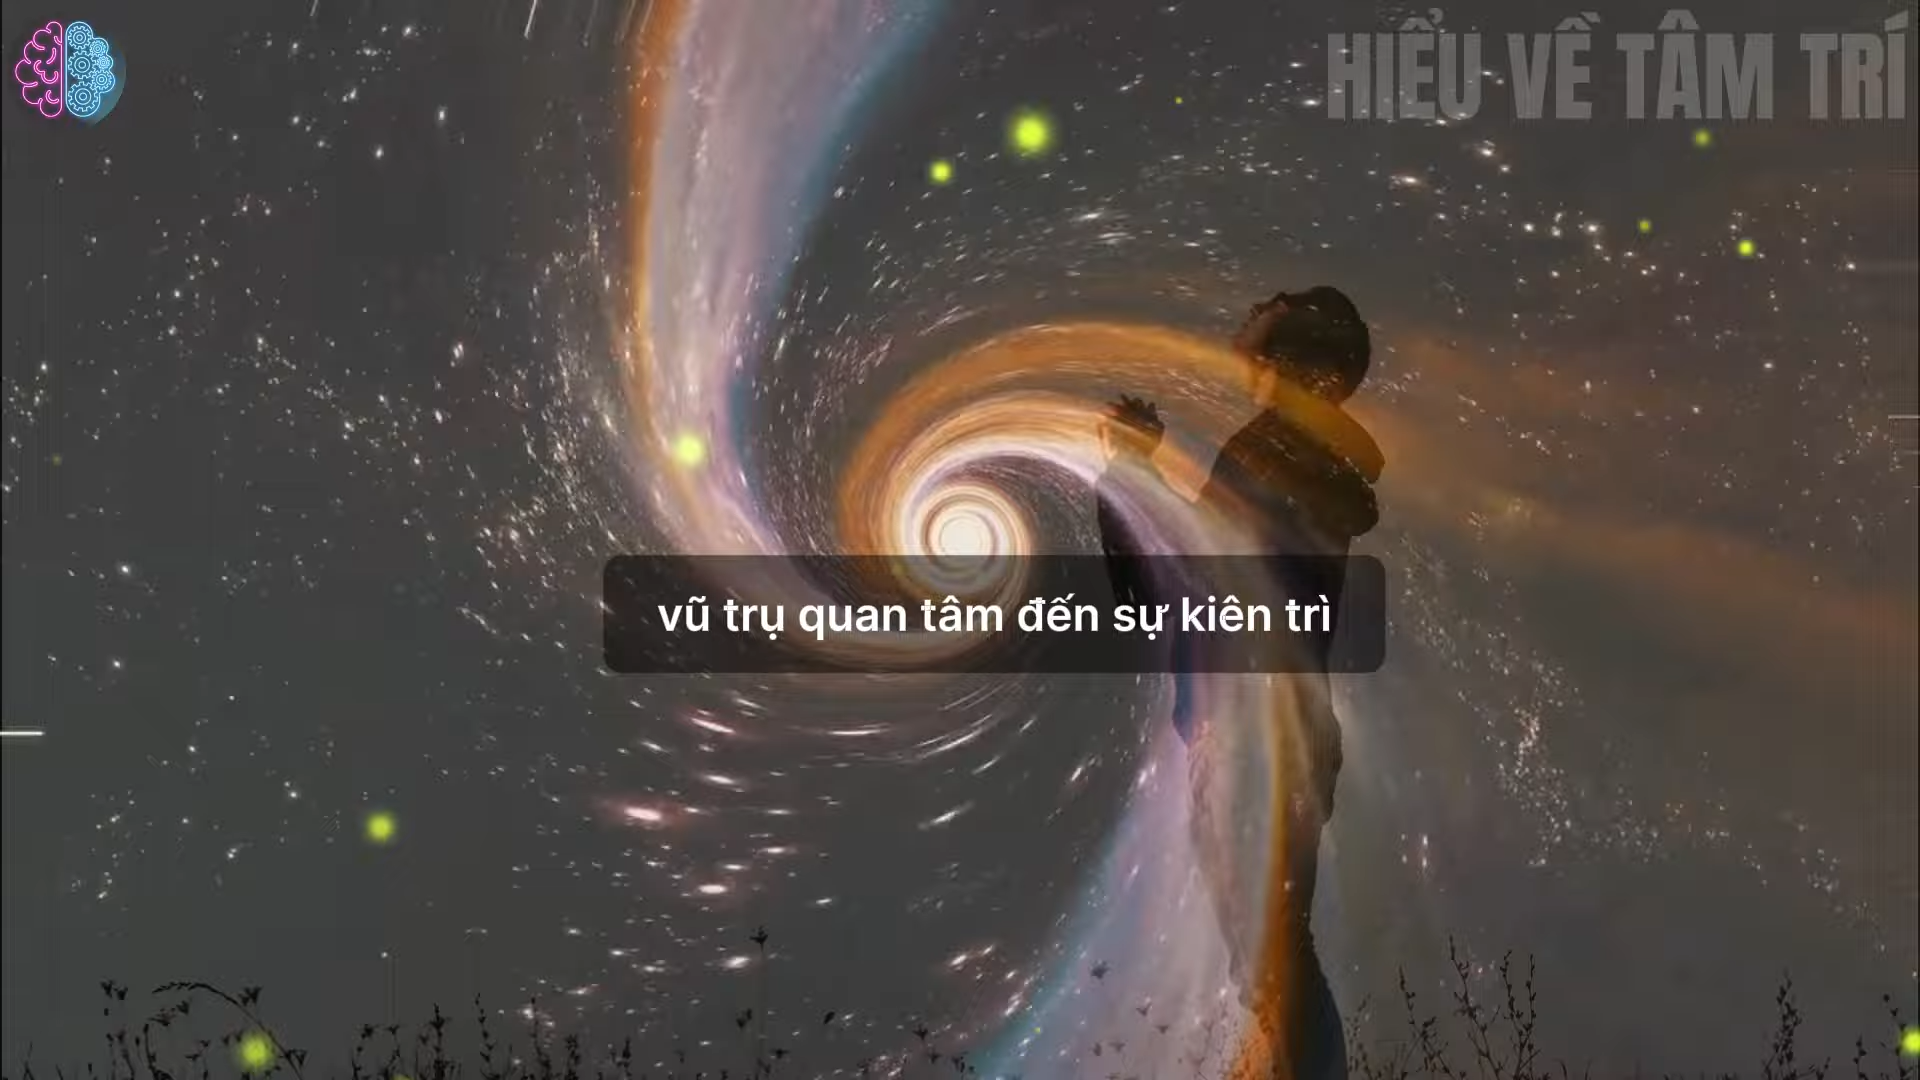 HIỂU VỀ TÂM TRÍ
vũ trụ quan tâm đến sự kiên trì